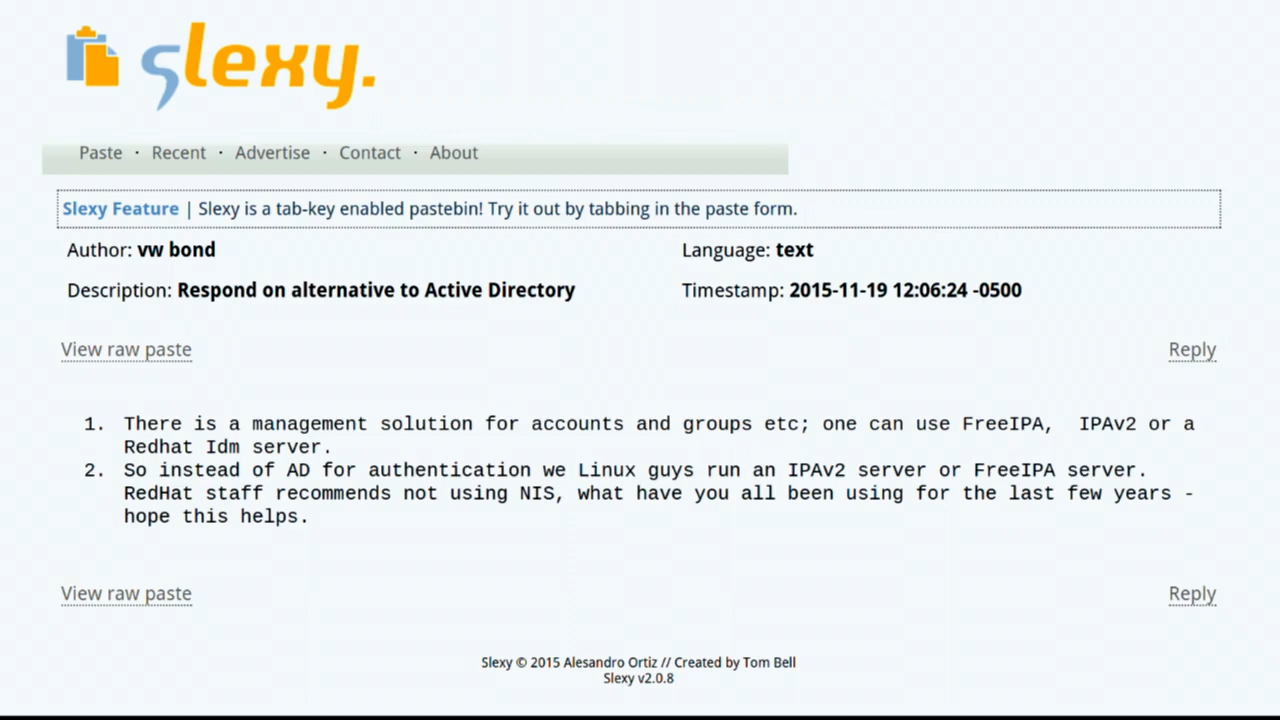 slexy.
Paste · Recent · Advertise · Contact · About
Slexy Feature | Slexy is a tab-key enabled pastebin! Try it out by tabbing in the paste form.
Author: vw bond
Language: text
Description: Respond on alternative to Active Directory
Timestamp: 2015-11-19 12:06:24 -0500
View raw paste
Reply
1. There is a management solution for accounts and groups etc; one can use FreeIPA,  IPAv2 or a
Redhat Idm server.
2. So instead of AD for authentication we Linux guys run an IPAv2 server or FreeIPA server.
RedHat staff recommends not using NIS, what have you all been using for the last few years -
hope this helps.
View raw paste
Reply
Slexy © 2015 Alesandro Ortiz // Created by Tom Bell
Slexy v2.0.8